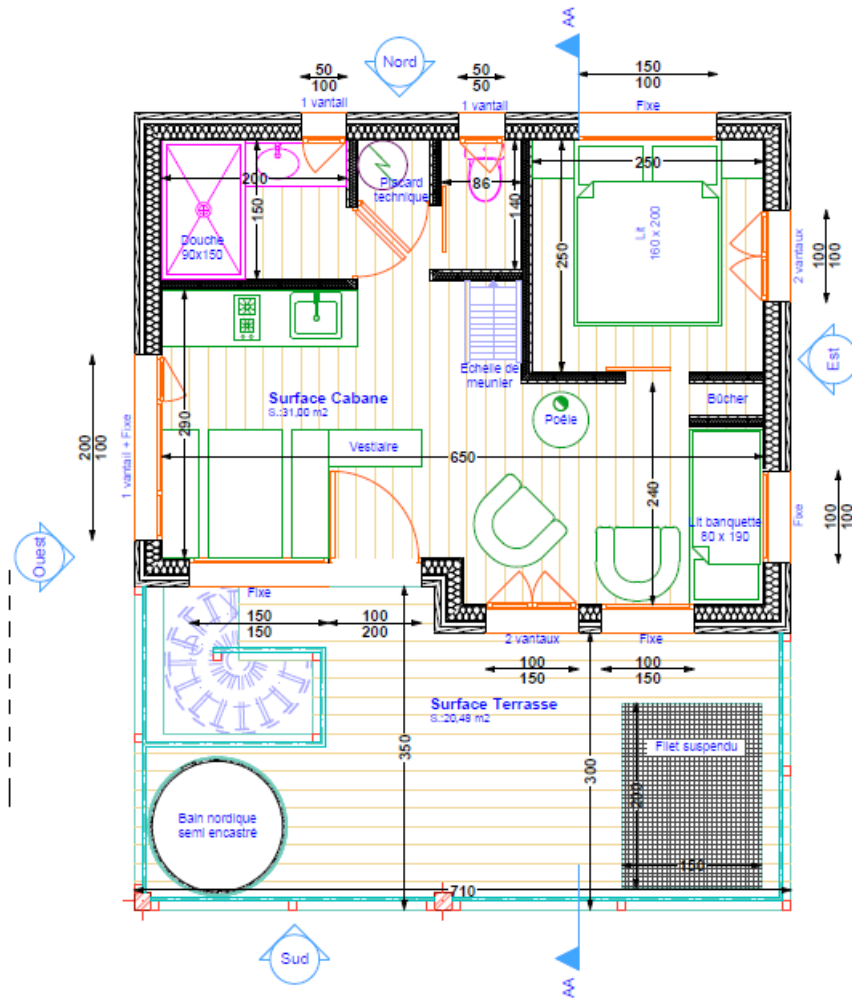 AA
Nord
50
100
1 vantail
50
50
1 vantail
150
100
Fixe
200
150
Placard
technique
86
140
250
250
Lit
160 x 200
2 vantaux
100
100
Douche
90x150
Est
Echelle de
meunier
Bûcher
Surface Cabane
S.:31,00 m2
Poêle
290
Vestiaire
650
200
100
1 vantail + Fixe
240
Lit banquette
80 x 190
Fixe
100
100
Ouest
Fixe
150
150
100
200
2 vantaux
Fixe
100
150
100
150
Surface Terrasse
S.:20,48 m2
350
300
Filet suspendu
200
150
Bain nordique
semi encastré
710
Sud
AA